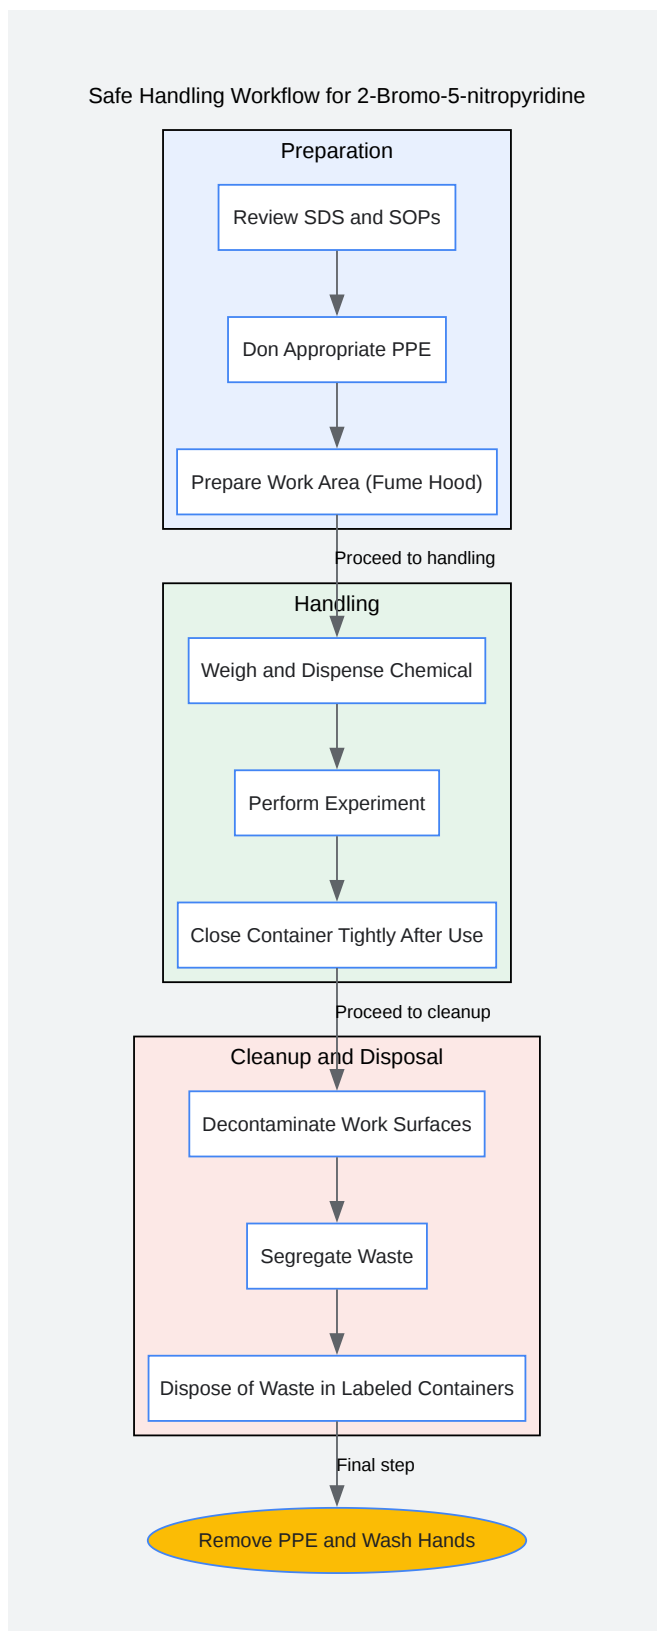 Safe Handling Workflow for 2-Bromo-5-nitropyridine
Preparation
Review SDS and SOPs
Don Appropriate PPE
Prepare Work Area (Fume Hood)
Proceed to handling
Handling
Weigh and Dispense Chemical
Perform Experiment
Close Container Tightly After Use
Proceed to cleanup
Cleanup and Disposal
Decontaminate Work Surfaces
Segregate Waste
Dispose of Waste in Labeled Containers
Final step
Remove PPE and Wash Hands